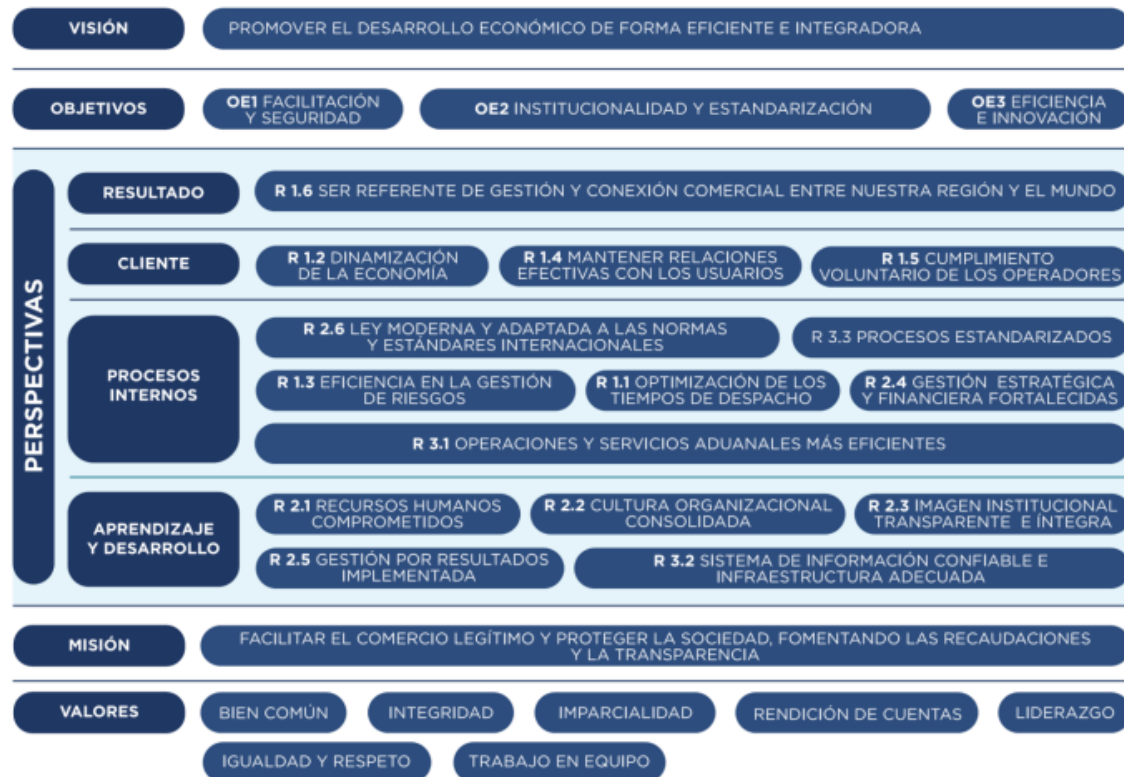 VISIÓN
PROMOVER EL DESARROLLO ECONÓMICO DE FORMA EFICIENTE E INTEGRADORA
OBJETIVOS
OE1 FACILITACIÓN
Y SEGURIDAD
OE2 INSTITUCIONALIDAD Y ESTANDARIZACIÓN
OE3 EFICIENCIA
E INNOVACIÓN
PERSPECTIVAS
RESULTADO
R 1.6 SER REFERENTE DE GESTIÓN Y CONEXIÓN COMERCIAL ENTRE NUESTRA REGIÓN Y EL MUNDO
CLIENTE
R 1.2 DINAMIZACIÓN
DE LA ECONOMÍA
R 1.4 MANTENER RELACIONES
EFECTIVAS CON LOS USUARIOS
R 1.5 CUMPLIMIENTO
VOLUNTARIO DE LOS OPERADORES
PROCESOS
INTERNOS
R 2.6 LEY MODERNA Y ADAPTADA A LAS NORMAS
Y ESTÁNDARES INTERNACIONALES
R 3.3 PROCESOS ESTANDARIZADOS
R 1.3 EFICIENCIA EN LA GESTIÓN
DE RIESGOS
R 1.1 OPTIMIZACIÓN DE LOS
TIEMPOS DE DESPACHO
R 2.4 GESTIÓN ESTRATÉGICA
Y FINANCIERA FORTALECIDAS
R 3.1 OPERACIONES Y SERVICIOS ADUANALES MÁS EFICIENTES
APRENDIZAJE
Y DESARROLLO
R 2.1 RECURSOS HUMANOS
COMPROMETIDOS
R 2.2 CULTURA ORGANIZACIONAL
CONSOLIDADA
R 2.3 IMAGEN INSTITUCIONAL
TRANSPARENTE E ÍNTEGRA
R 2.5 GESTIÓN POR RESULTADOS
IMPLEMENTADA
R 3.2 SISTEMA DE INFORMACIÓN CONFIABLE E
INFRAESTRUCTURA ADECUADA
MISIÓN
FACILITAR EL COMERCIO LEGÍTIMO Y PROTEGER LA SOCIEDAD, FOMENTANDO LAS RECAUDACIONES
Y LA TRANSPARENCIA
VALORES
BIEN COMÚN
INTEGRIDAD
IMPARCIALIDAD
RENDICIÓN DE CUENTAS
LIDERAZGO
IGUALDAD Y RESPETO
TRABAJO EN EQUIPO